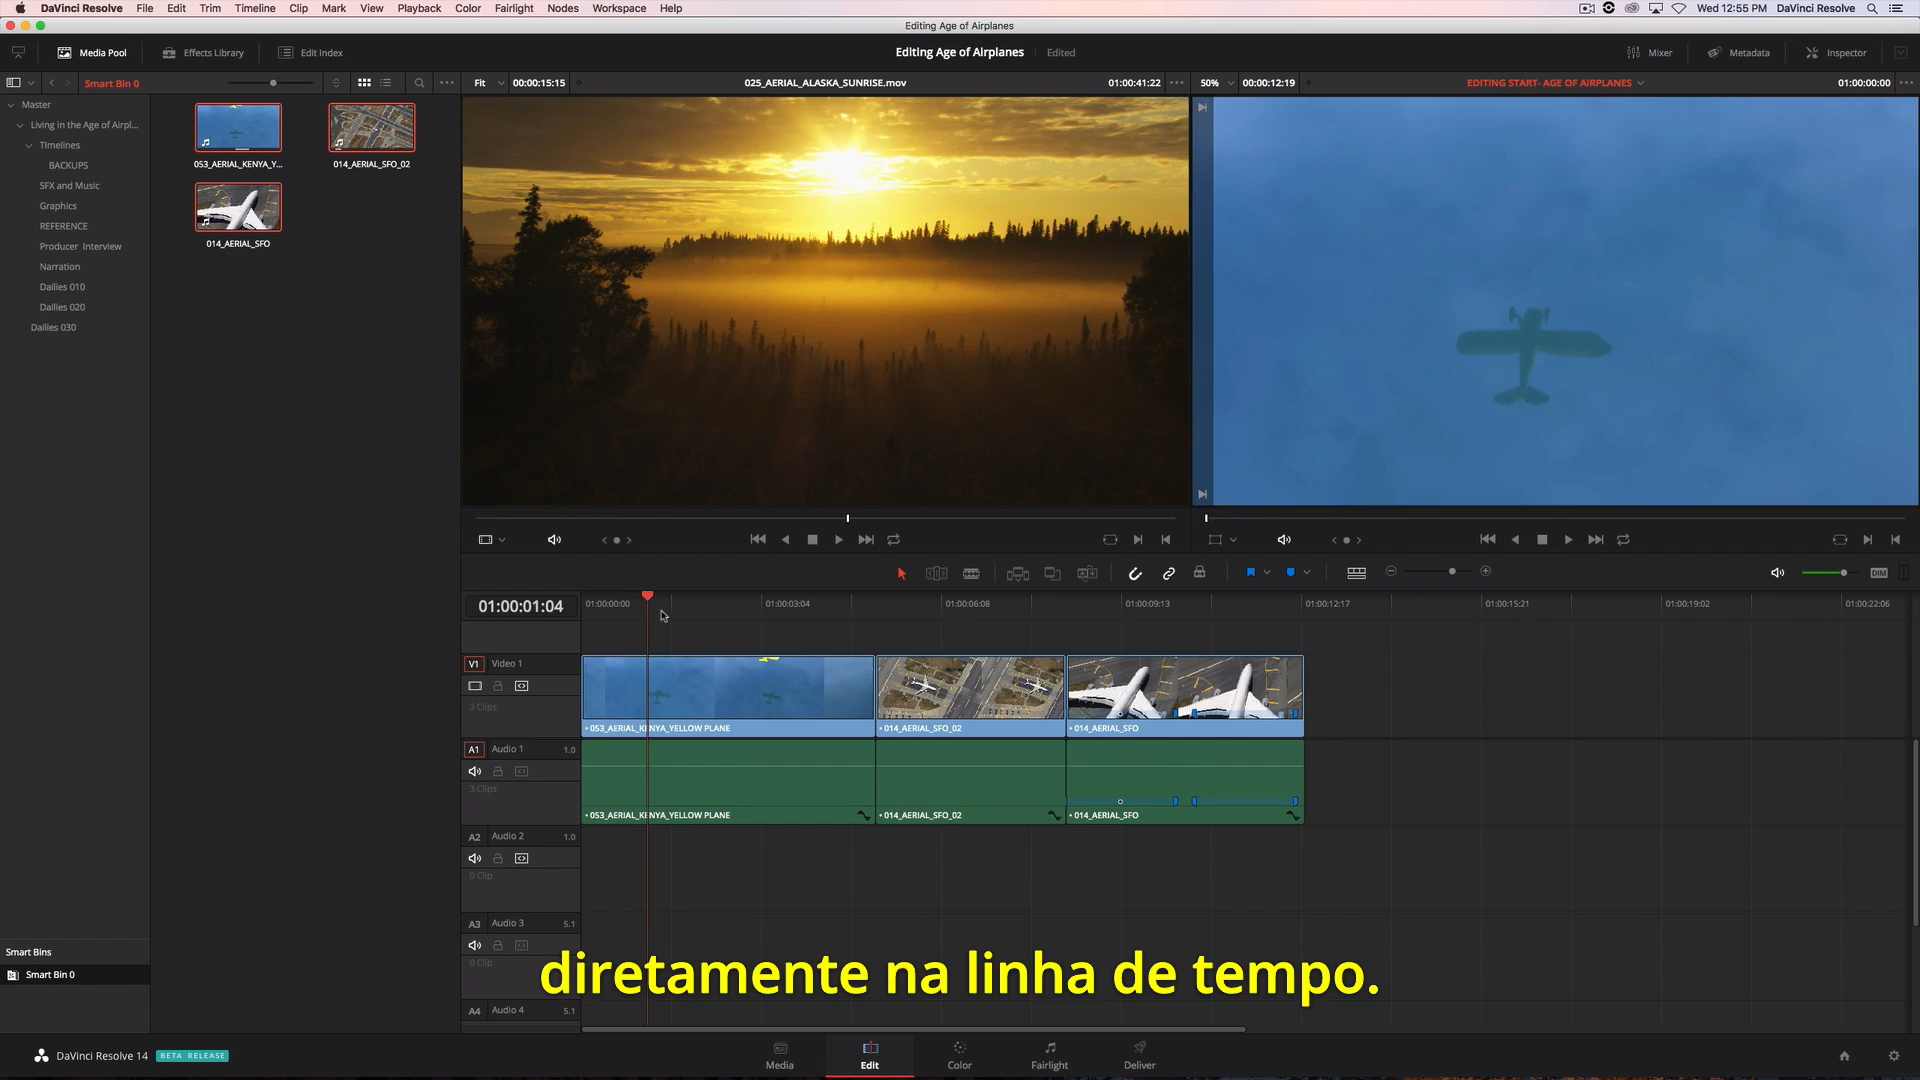 DaVinci Resolve File Edit Trim Timeline Clip Mark View Playback Color Fairlight Nodes Workspace Help
Wed 12:55 PM DaVinci Resolve
Editing Age of Airplanes
Media Pool Effects Library Edit Index
Editing Age of Airplanes Edited
Mixer Metadata Inspector
Smart Bin 0
Fit 00:00:15:15 025_AERIAL_ALASKA_SUNRISE.mov 01:00:41:22
50% 00:00:12:19 EDITING START- AGE OF AIRPLANES 01:00:00:00
Master
Living in the Age of Airpl...
TImelines
BACKUPS
SFX and Music
Graphics
REFERENCE
Producer Interview
Narration
Dailies 010
Dailies 020
Dailies 030
053_AERIAL_KENYA_Y...
014_AERIAL_SFO_02
014_AERIAL_SFO
DIM
01:00:01:04
01:00:00:00 01:00:03:04 01:00:06:08 01:00:09:13 01:00:12:17 01:00:15:21 01:00:19:02 01:00:22:06
V1 Video 1
3 Clips
• 053_AERIAL_KENYA_YELLOW PLANE • 014_AERIAL_SFO_02 • 014_AERIAL_SFO
A1 Audio 1 1.0
3 Clips
• 053_AERIAL_KENYA_YELLOW PLANE • 014_AERIAL_SFO_02 • 014_AERIAL_SFO
A2 Audio 2 1.0
0 Clip
A3 Audio 3 5.1
0 Clip
A4 Audio 4 5.1
Smart Bins
Smart Bin 0
diretamente na linha de tempo.
DaVinci Resolve 14 BETA RELEASE
Media Edit Color Fairlight Deliver